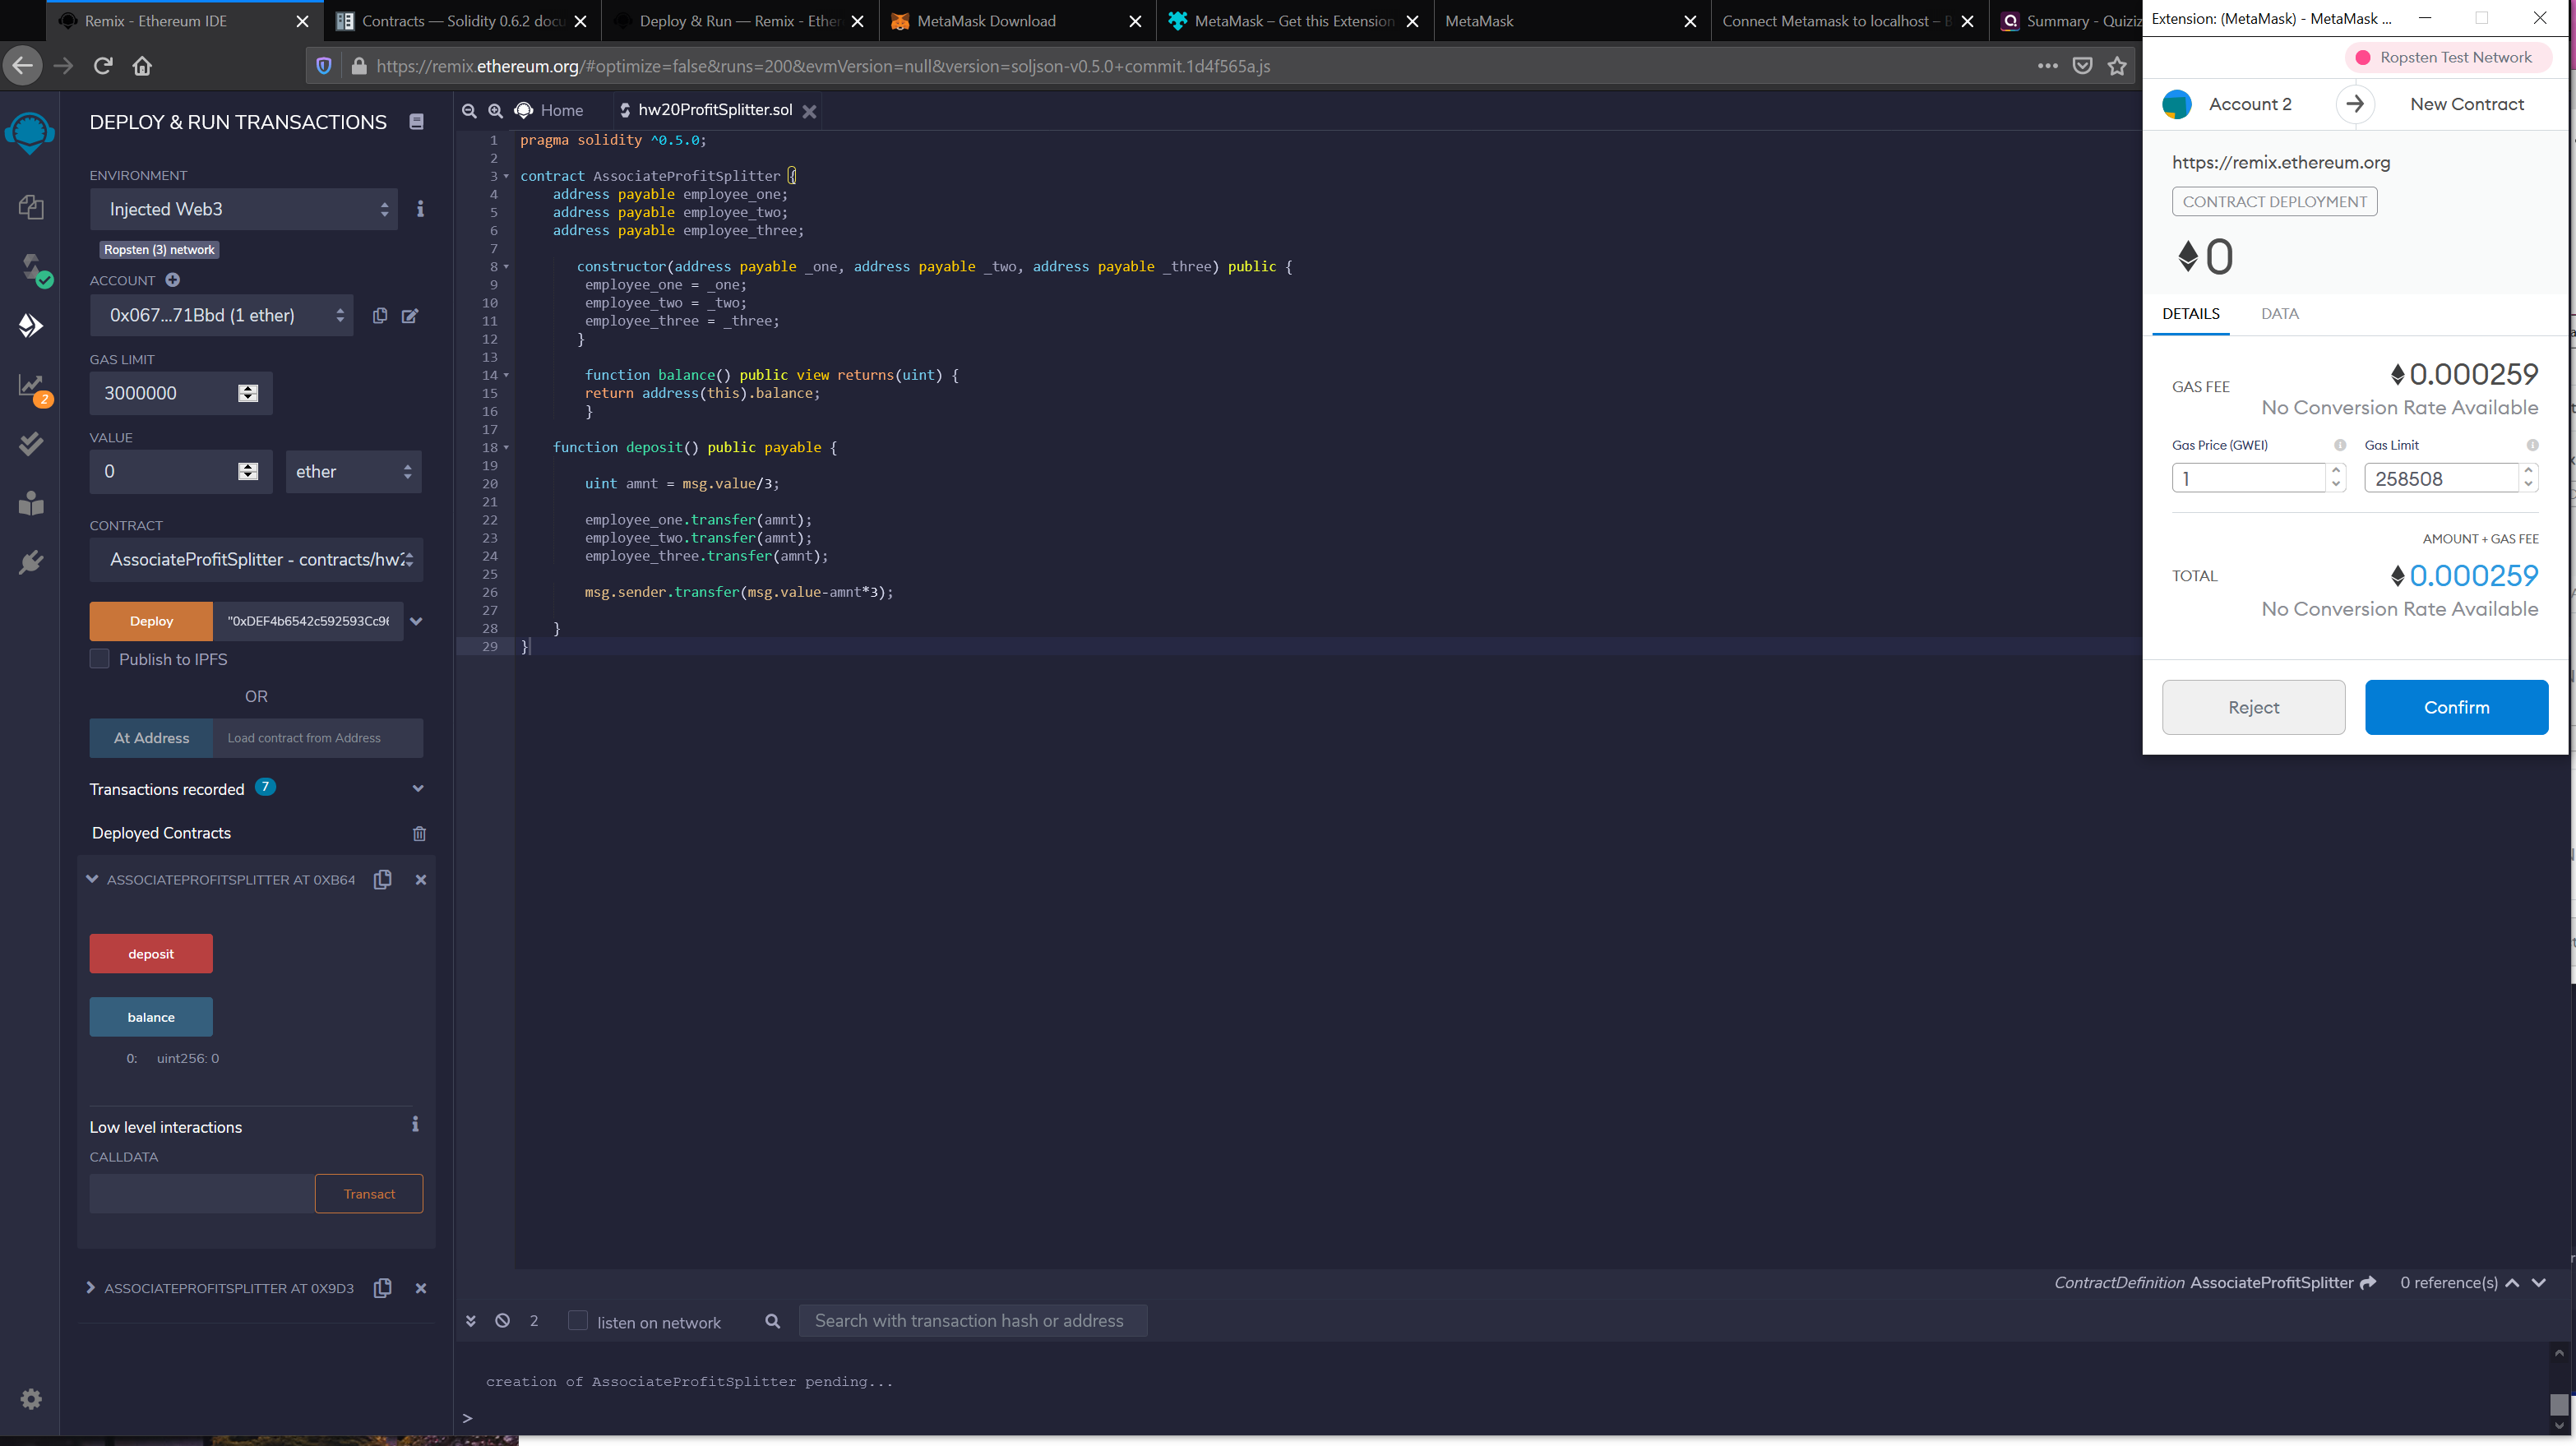 Remix - Ethereum IDE
Contracts — Solidity 0.6.2 docu
Deploy & Run — Remix - Ether
MetaMask Download
MetaMask – Get this Extension
MetaMask
Connect Metamask to localhost – B
Summary - Quiziz
Extension: (MetaMask) - MetaMask ...
https://remix.ethereum.org/#optimize=false&runs=200&evmVersion=null&version=soljson-v0.5.0+commit.1d4f565a.js
DEPLOY & RUN TRANSACTIONS
ENVIRONMENT
Injected Web3
Ropsten (3) network
ACCOUNT
0x067...71Bbd (1 ether)
GAS LIMIT
3000000
VALUE
0
ether
CONTRACT
AssociateProfitSplitter - contracts/hw2
Deploy
"0xDEF4b6542c592593Cc96
Publish to IPFS
OR
At Address
Load contract from Address
Transactions recorded 7
Deployed Contracts
ASSOCIATEPROFITSPLITTER AT 0XB64
deposit
balance
0: uint256: 0
Low level interactions
CALLDATA
Transact
ASSOCIATEPROFITSPLITTER AT 0X9D3
2
Home
hw20ProfitSplitter.sol
1 pragma solidity ^0.5.0;
2
3 contract AssociateProfitSplitter {
4 address payable employee_one;
5 address payable employee_two;
6 address payable employee_three;
7
8 constructor(address payable _one, address payable _two, address payable _three) public {
9 employee_one = _one;
10 employee_two = _two;
11 employee_three = _three;
12 }
13
14 function balance() public view returns(uint) {
15 return address(this).balance;
16 }
17
18 function deposit() public payable {
19
20 uint amnt = msg.value/3;
21
22 employee_one.transfer(amnt);
23 employee_two.transfer(amnt);
24 employee_three.transfer(amnt);
25
26 msg.sender.transfer(msg.value-amnt*3);
27
28 }
29 }
ContractDefinition AssociateProfitSplitter 0 reference(s)
2
listen on network
Search with transaction hash or address
creation of AssociateProfitSplitter pending...
>
Ropsten Test Network
Account 2
New Contract
https://remix.ethereum.org
CONTRACT DEPLOYMENT
0
DETAILS
DATA
GAS FEE
0.000259
No Conversion Rate Available
Gas Price (GWEI)
Gas Limit
1
258508
AMOUNT + GAS FEE
TOTAL
0.000259
No Conversion Rate Available
Reject
Confirm